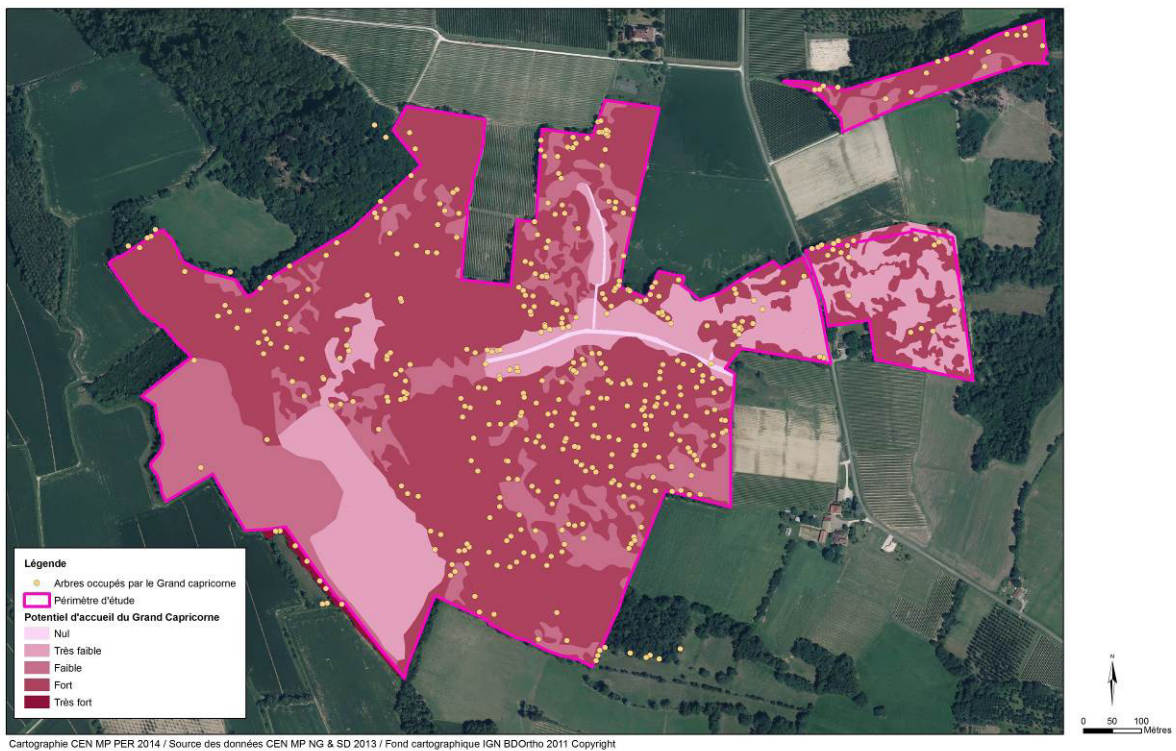 Légende
Arbres occupés par le Grand capricorne
Périmètre d'étude
Potentiel d'accueil du Grand Capricorne
Nul
Très faible
Faible
Fort
Très fort
N
0 50 100
Mètres
Cartographie CEN MP PER 2014 / Source des données CEN MP NG & SD 2013 / Fond cartographique IGN BDOrtho 2011 Copyright